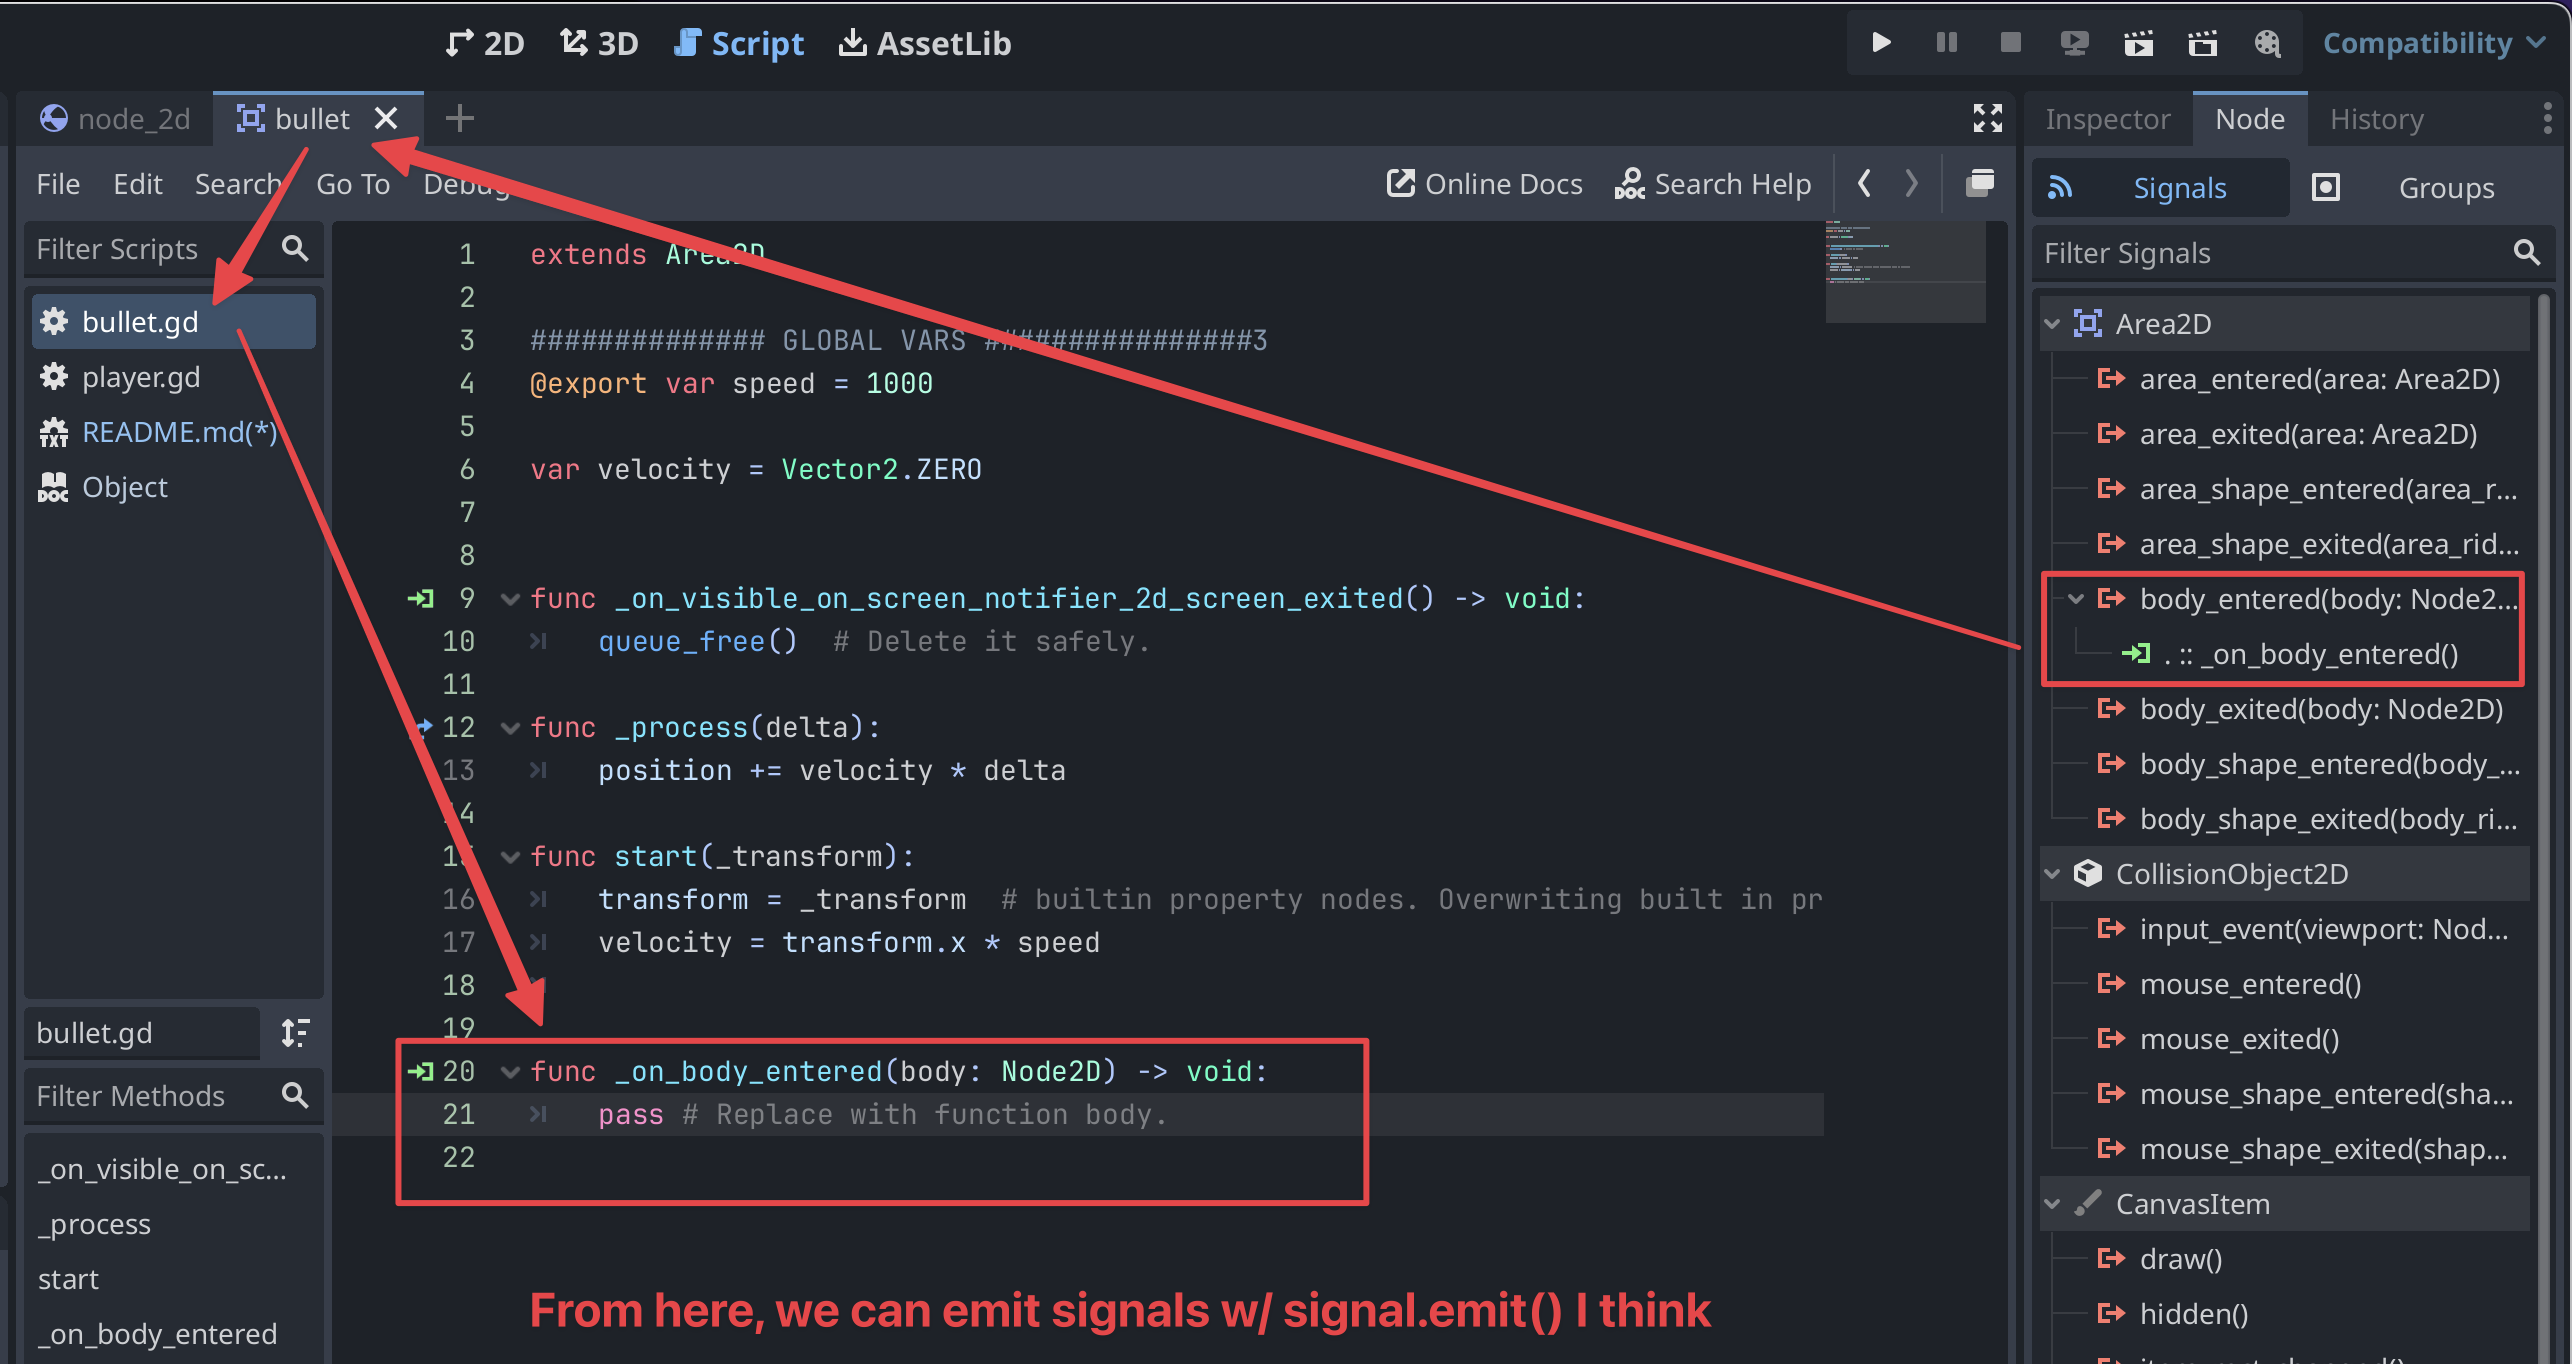 2D 3D Script AssetLib Compatibility
node_2d bullet
Inspector Node History
File Edit Search Go To Debug Online Docs Search Help
Signals Groups
Filter Scripts
bullet.gd
player.gd
README.md(*)
Object
bullet.gd
Filter Methods
_on_visible_on_sc...
_process
start
_on_body_entered
1 extends Area2D
2
3 ############## GLOBAL VARS ################3
4 @export var speed = 1000
5
6 var velocity = Vector2.ZERO
7
8
9 func _on_visible_on_screen_notifier_2d_screen_exited() -> void:
10 queue_free() # Delete it safely.
11
12 func _process(delta):
13 position += velocity * delta
14
15 func start(_transform):
16 transform = _transform # builtin property nodes. Overwriting built in pr
17 velocity = transform.x * speed
18
19
20 func _on_body_entered(body: Node2D) -> void:
21 pass # Replace with function body.
22
From here, we can emit signals w/ signal.emit() I think
Filter Signals
Area2D
area_entered(area: Area2D)
area_exited(area: Area2D)
area_shape_entered(area_r...
area_shape_exited(area_rid...
body_entered(body: Node2...
. :: _on_body_entered()
body_exited(body: Node2D)
body_shape_entered(body_...
body_shape_exited(body_ri...
CollisionObject2D
input_event(viewport: Nod...
mouse_entered()
mouse_exited()
mouse_shape_entered(sha...
mouse_shape_exited(shap...
CanvasItem
draw()
hidden()